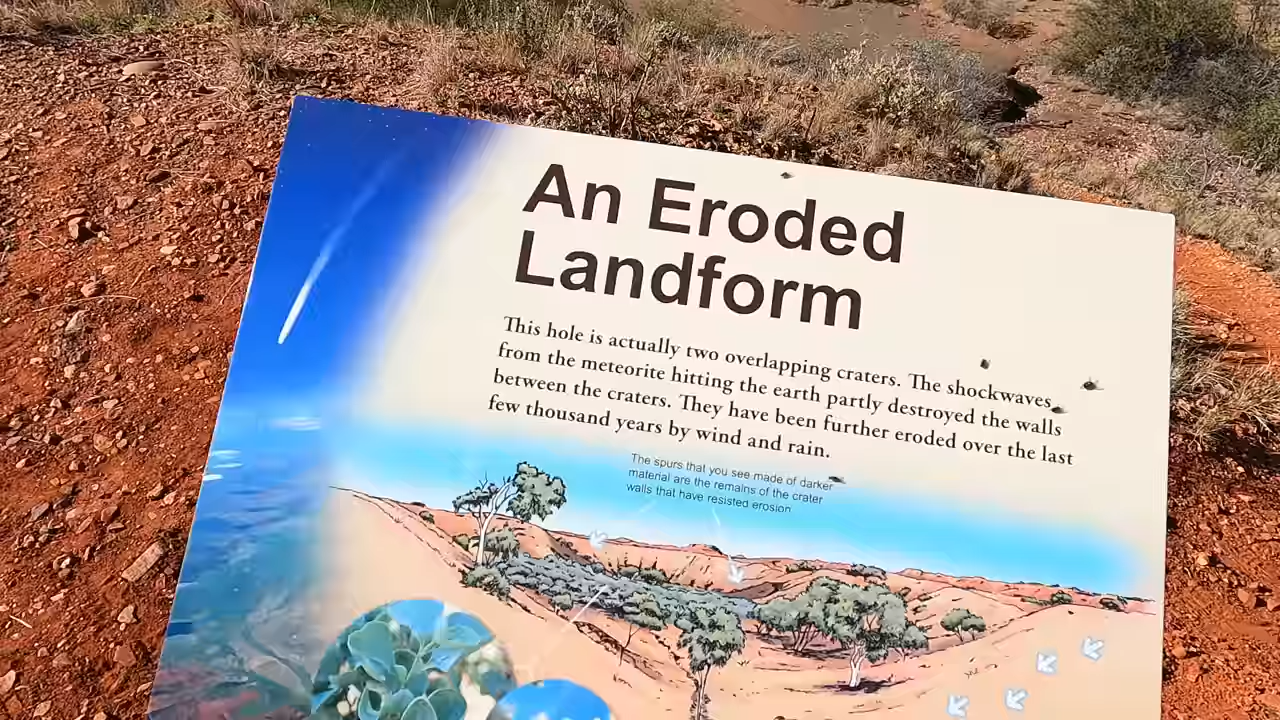 An Eroded
Landform
This hole is actually two overlapping craters. The shockwaves
from the meteorite hitting the earth partly destroyed the walls
between the craters. They have been further eroded over the last
few thousand years by wind and rain.
The spurs that you see made of darker
material are the remains of the crater
walls that have resisted erosion